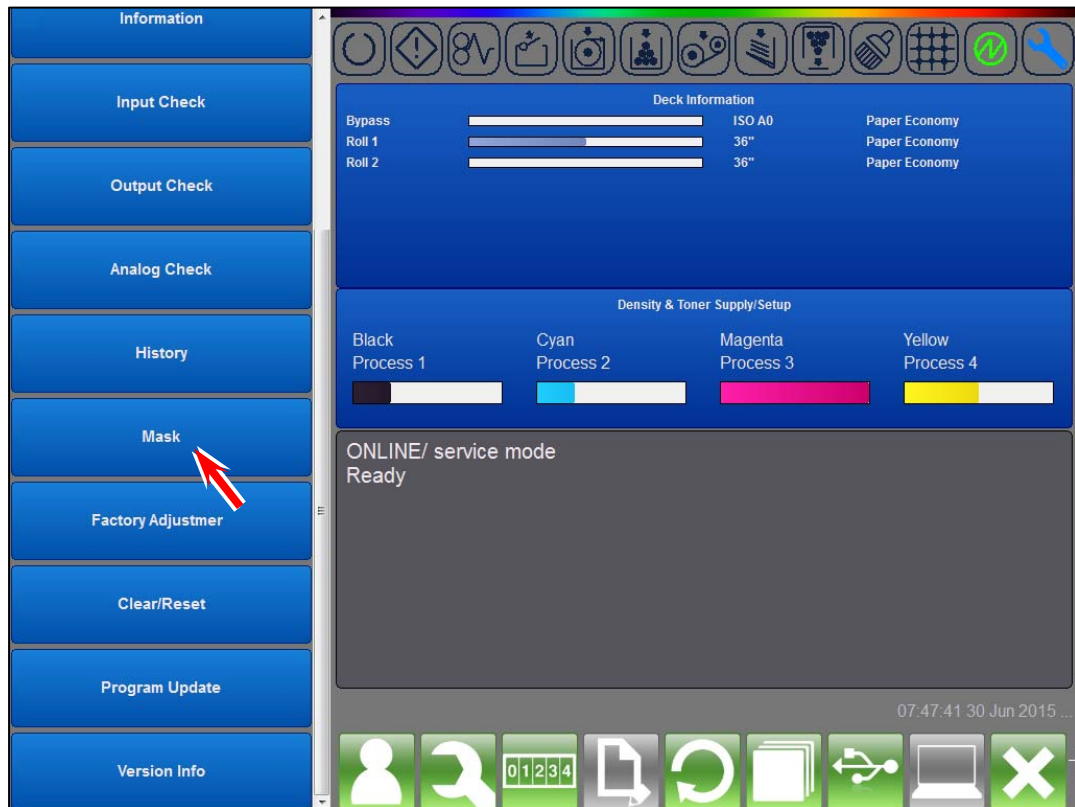 Information
Input Check
Output Check
Analog Check
History
Mask
Factory Adjustmer
Clear/Reset
Program Update
Version Info
Deck Information
Bypass ISO A0 Paper Economy
Roll 1 36" Paper Economy
Roll 2 36" Paper Economy
Density & Toner Supply/Setup
Black Cyan Magenta Yellow
Process 1 Process 2 Process 3 Process 4
ONLINE/ service mode
Ready
07:47:41 30 Jun 2015 ...
01234